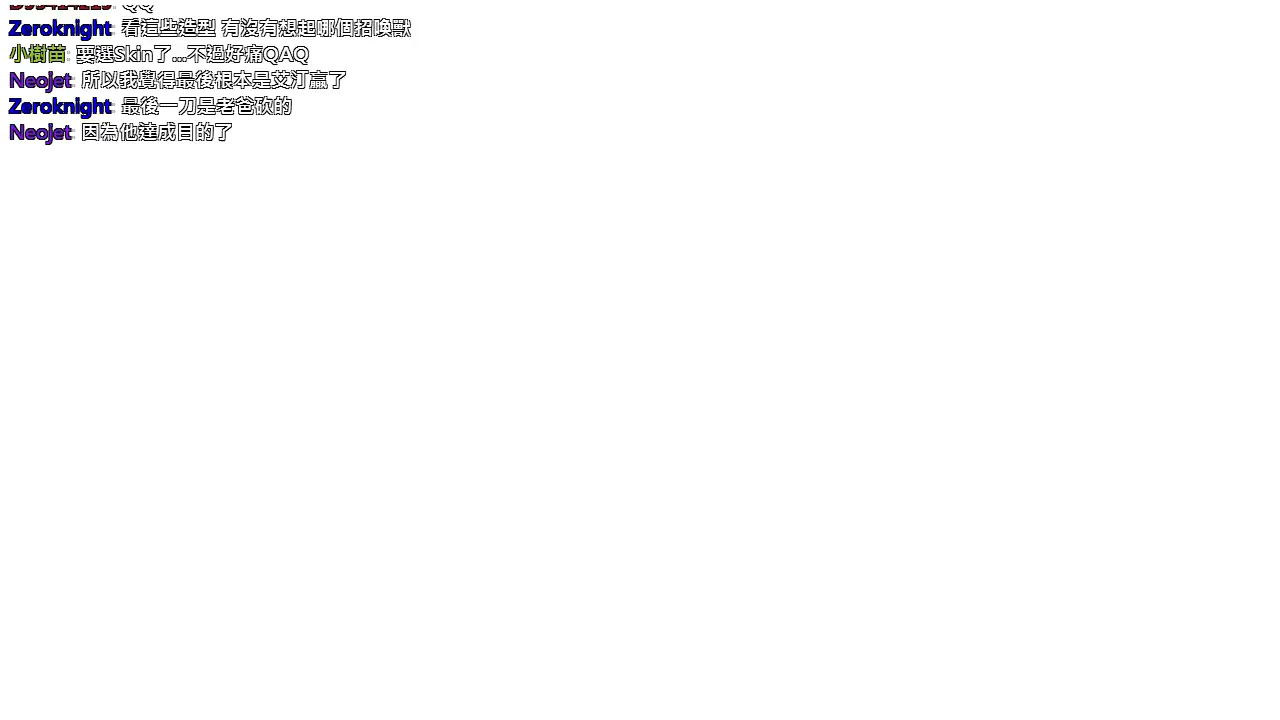 Zeroknight: 看這些造型 有沒有想起哪個招喚獸
小樹苗: 要選Skin了...不過好痛QAQ
Neojet: 所以我覺得最後根本是艾汀贏了
Zeroknight: 最後一刀是老爸砍的
Neojet: 因為他達成目的了